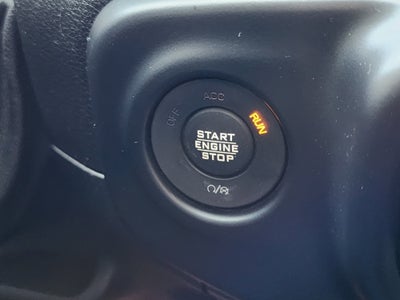 OFF
ACC
RUN
START
ENGINE
STOP